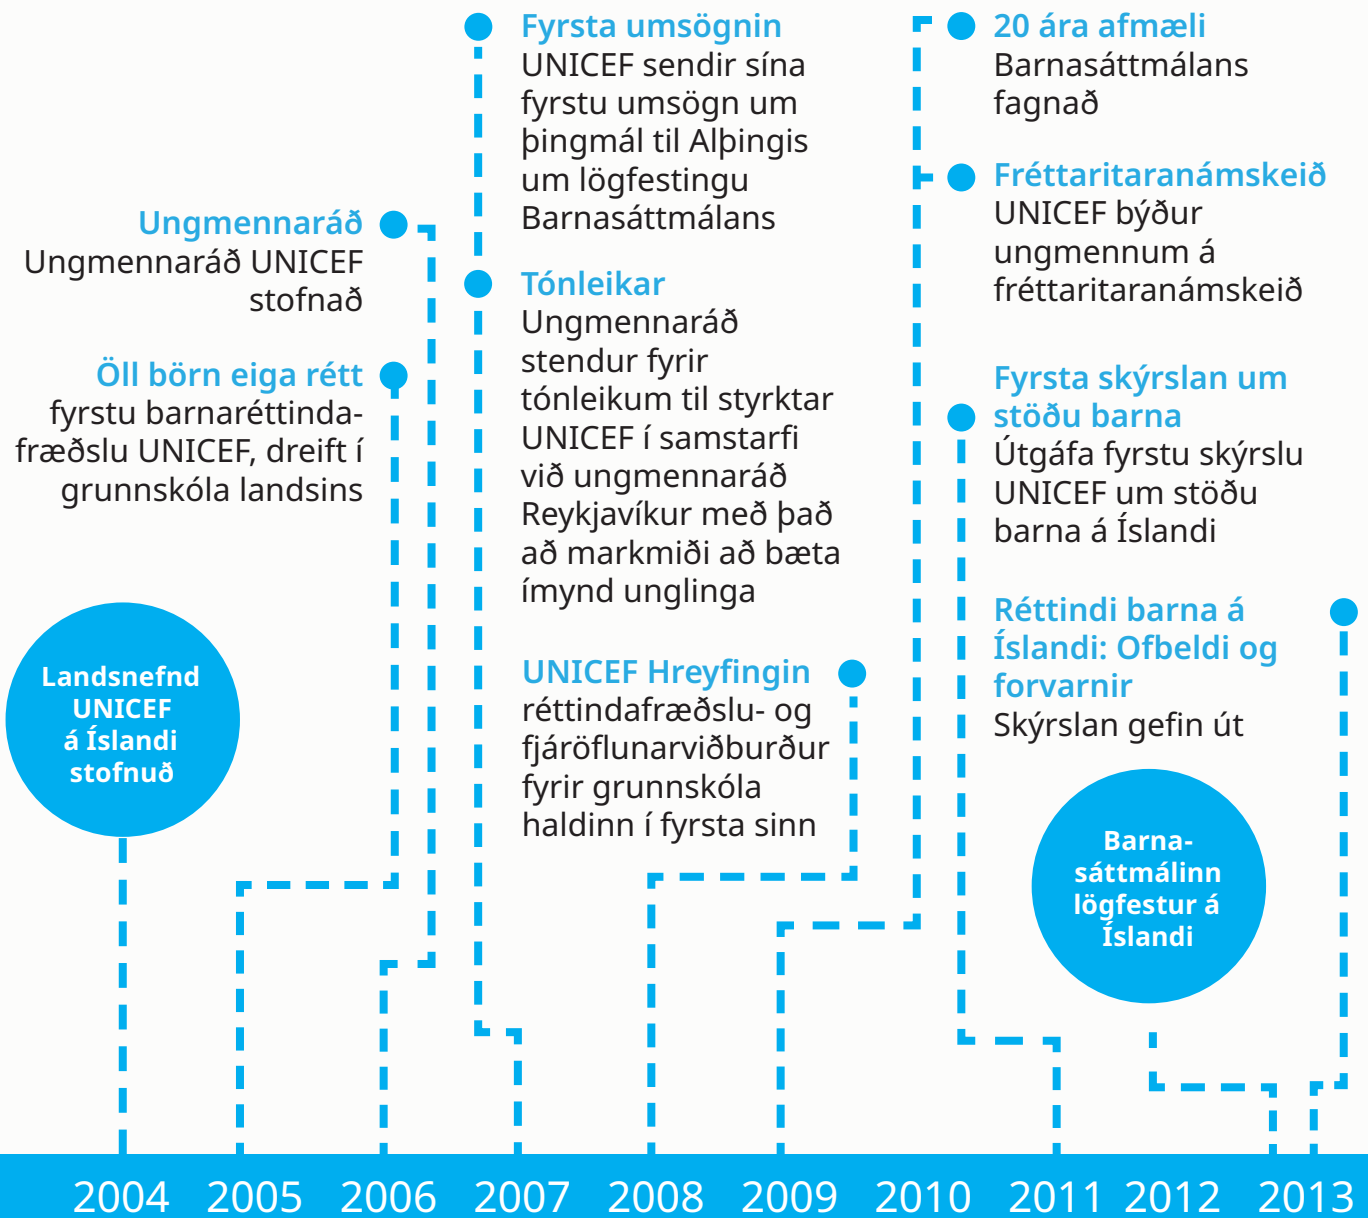 Landsnefnd
UNICEF
á Íslandi
stofnuð
Öll börn eiga rétt
fyrstu barnaréttinda-
fræðslu UNICEF, dreift í
grunnskóla landsins
Ungmennaráð
Ungmennaráð UNICEF
stofnað
Fyrsta umsögnin
UNICEF sendir sína
fyrstu umsögn um
þingmál til Alþingis
um lögfestingu
Barnasáttmálans
Tónleikar
Ungmennaráð
stendur fyrir
tónleikum til styrktar
UNICEF í samstarfi
við ungmennaráð
Reykjavíkur með það
að markmiði að bæta
ímynd unglinga
UNICEF Hreyfingin
réttindafræðslu- og
fjáröflunarviðburður
fyrir grunnskóla
haldinn í fyrsta sinn
20 ára afmæli
Barnasáttmálans
fagnað
Fréttaritaranámskeið
UNICEF býður
ungmennum á
fréttaritaranámskeið
Fyrsta skýrslan um
stöðu barna
Útgáfa fyrstu skýrslu
UNICEF um stöðu
barna á Íslandi
Réttindi barna á
Íslandi: Ofbeldi og
forvarnir
Skýrslan gefin út
Barna-
sáttmálinn
lögfestur á
Íslandi
2004 2005 2006 2007 2008 2009 2010 2011 2012 2013